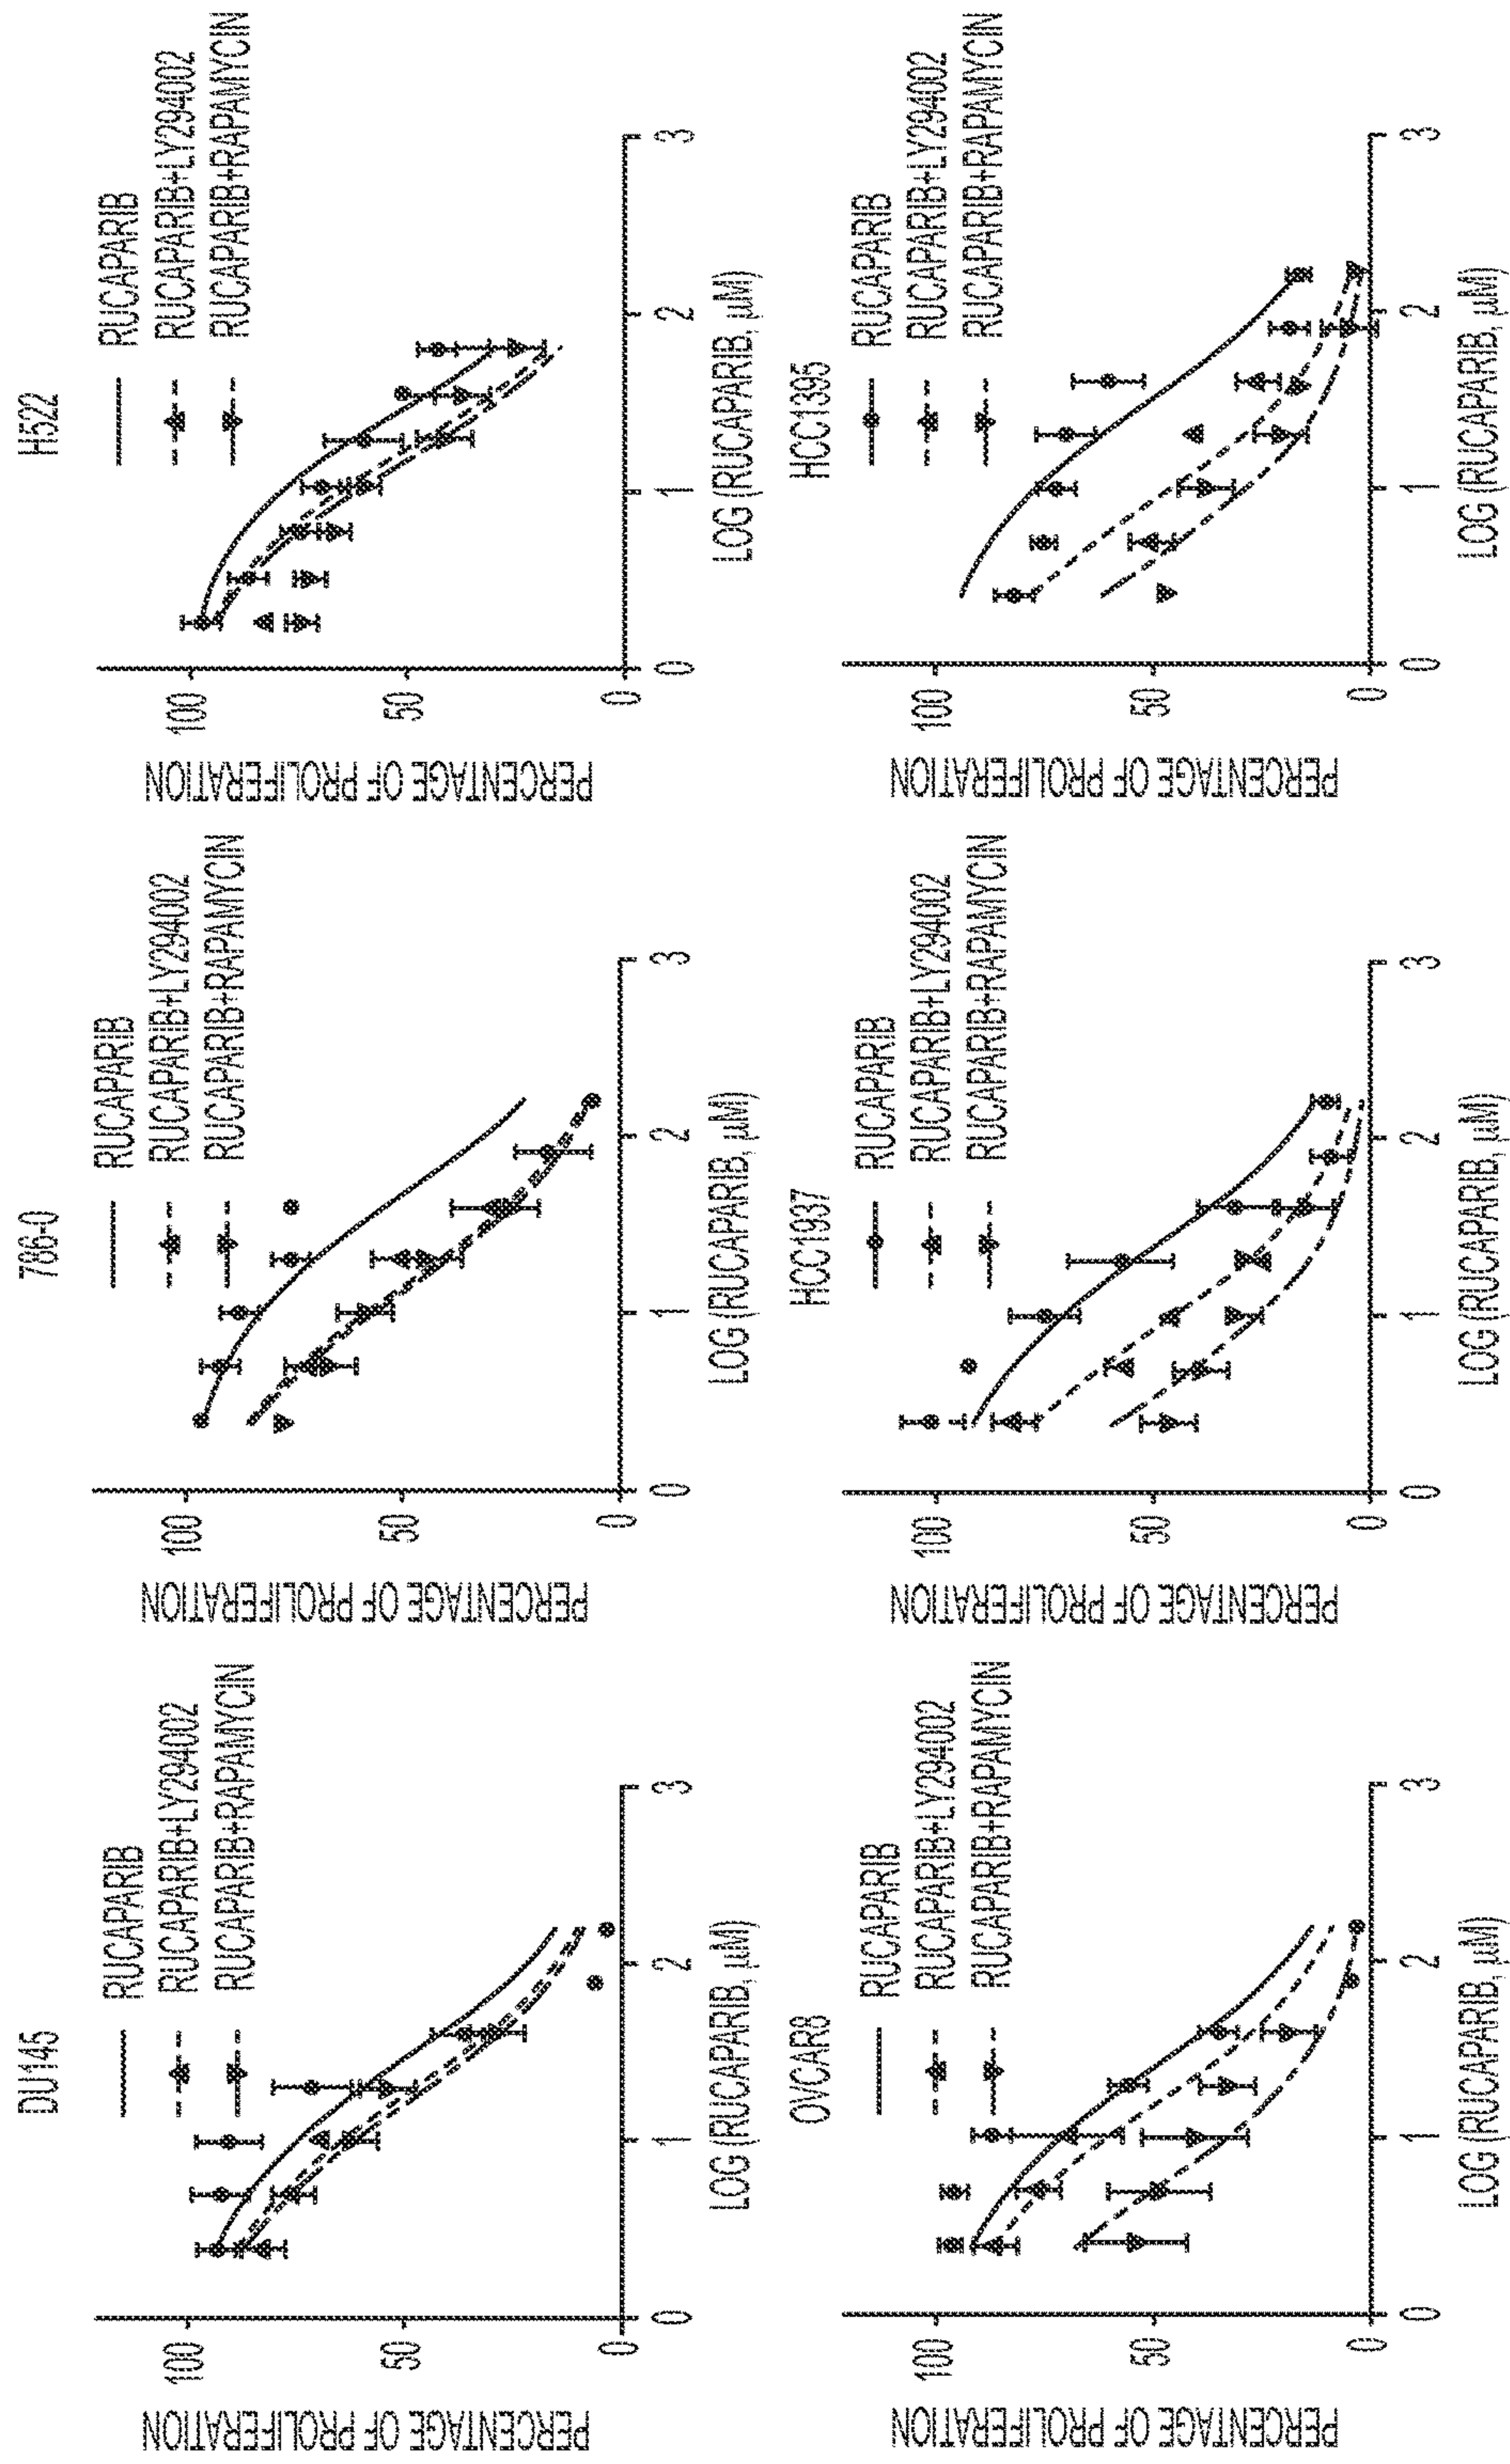 DU145
RUCAPARIB
RUCAPARIB+LY294002
RUCAPARIB+RAPAMYCIN
PERCENTAGE OF PROLIFERATION
100
50
0
0 1 2 3
LOG (RUCAPARIB, µM)
786-0
RUCAPARIB
RUCAPARIB+LY294002
RUCAPARIB+RAPAMYCIN
PERCENTAGE OF PROLIFERATION
100
50
0
0 1 2 3
LOG (RUCAPARIB, µM)
H522
RUCAPARIB
RUCAPARIB+LY294002
RUCAPARIB+RAPAMYCIN
PERCENTAGE OF PROLIFERATION
100
50
0
0 1 2 3
LOG (RUCAPARIB, µM)
OVCAR8
RUCAPARIB
RUCAPARIB+LY294002
RUCAPARIB+RAPAMYCIN
PERCENTAGE OF PROLIFERATION
100
50
0
0 1 2 3
LOG (RUCAPARIB, µM)
HCC1937
RUCAPARIB
RUCAPARIB+LY294002
RUCAPARIB+RAPAMYCIN
PERCENTAGE OF PROLIFERATION
100
50
0
0 1 2 3
LOG (RUCAPARIB, µM)
HCC1395
RUCAPARIB
RUCAPARIB+LY294002
RUCAPARIB+RAPAMYCIN
PERCENTAGE OF PROLIFERATION
100
50
0
0 1 2 3
LOG (RUCAPARIB, µM)